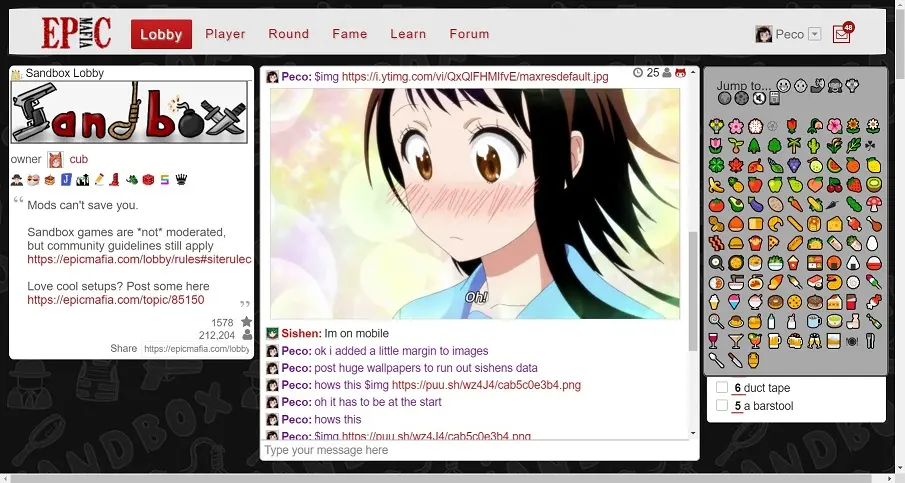 EPIC MAFIA
Lobby
Player
Round
Fame
Learn
Forum
Peco
48
Sandbox Lobby
Sandbox
owner cub
“ Mods can't save you.
Sandbox games are *not* moderated,
but community guidelines still apply
https://epicmafia.com/lobby/rules#siterulec
Love cool setups? Post some here
https://epicmafia.com/topic/85150 ”
1578
212,204
Share https://epicmafia.com/lobby
Peco: $img https://i.ytimg.com/vi/QxQlFHMIfvE/maxresdefault.jpg
25
Oh!
Sishen: Im on mobile
Peco: ok i added a little margin to images
Peco: post huge wallpapers to run out sishens data
Peco: hows this $img https://puu.sh/wz4J4/cab5c0e3b4.png
Peco: oh it has to be at the start
Peco: hows this
Peco: $img https://puu.sh/wz4J4/cab5c0e3b4.png
Type your message here
Jump to...
6 duct tape
5 a barstool